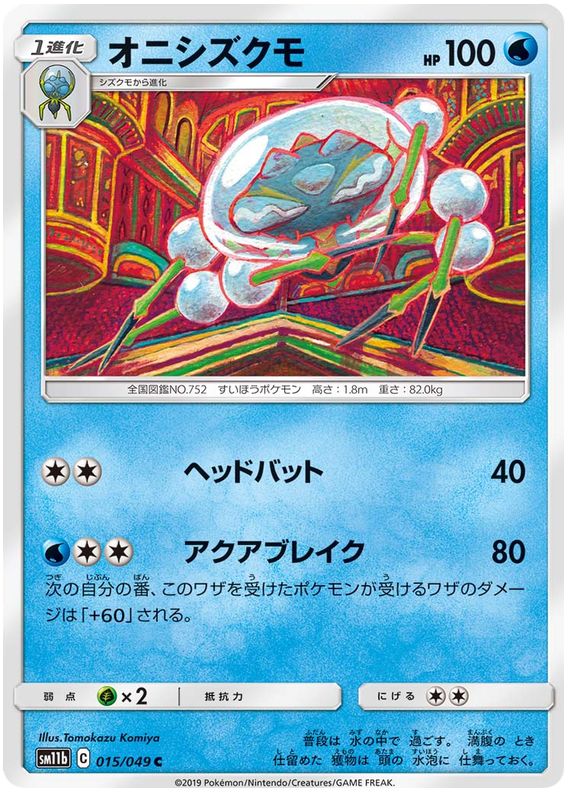 1進化
オニシズクモ
HP 100
シズクモから進化
全国図鑑NO.752 すいほうポケモン 高さ：1.8m 重さ：82.0kg
ヘッドバット 40
アクアブレイク 80
次の自分の番、このワザを受けたポケモンが受けるワザのダメ
ージは「+60」される。
弱点 ×2 抵抗力 にげる
Illus.Tomokazu Komiya
sm11b C 015/049 C
普段は 水の中で 過ごす。満腹の とき
仕留めた 獲物は 頭の 水泡に 仕舞っておく。
©2019 Pokémon/Nintendo/Creatures/GAME FREAK.